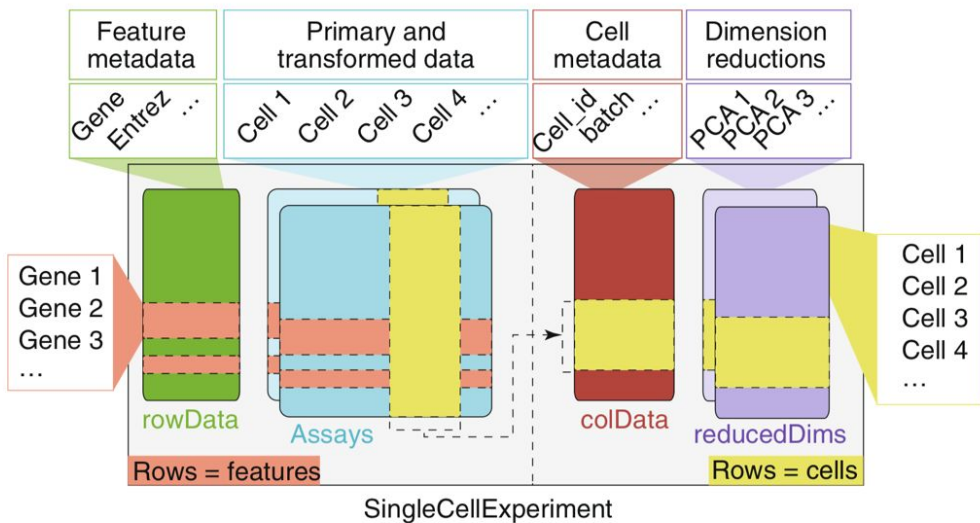 Feature
metadata
Primary and
transformed data
Cell
metadata
Dimension
reductions
Gene
Entrez
...
Cell 1
Cell 2
Cell 3
Cell 4
...
Cell_id
batch
...
PCA 1
PCA 2
PCA 3
...
Gene 1
Gene 2
Gene 3
...
Cell 1
Cell 2
Cell 3
Cell 4
...
rowData
Assays
colData
reducedDims
Rows = features
Rows = cells
SingleCellExperiment